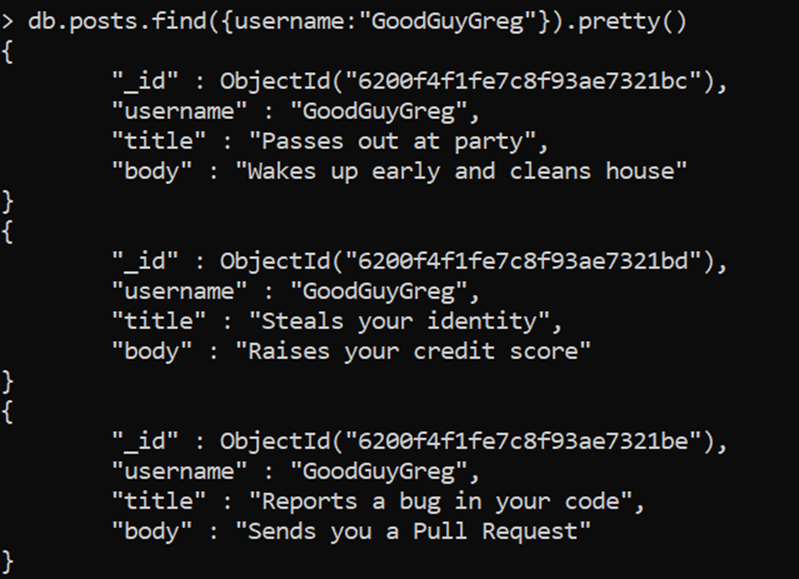 > db.posts.find({username:"GoodGuyGreg"}).pretty()
{
"_id" : ObjectId("6200f4f1fe7c8f93ae7321bc"),
"username" : "GoodGuyGreg",
"title" : "Passes out at party",
"body" : "Wakes up early and cleans house"
}
{
"_id" : ObjectId("6200f4f1fe7c8f93ae7321bd"),
"username" : "GoodGuyGreg",
"title" : "Steals your identity",
"body" : "Raises your credit score"
}
{
"_id" : ObjectId("6200f4f1fe7c8f93ae7321be"),
"username" : "GoodGuyGreg",
"title" : "Reports a bug in your code",
"body" : "Sends you a Pull Request"
}